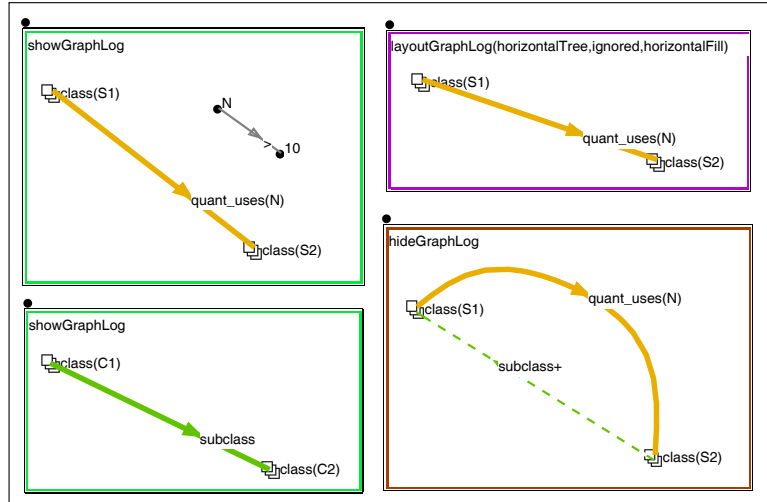 showGraphLog
class(S1)
N
>
10
quant_uses(N)
class(S2)
layoutGraphLog(horizontalTree,ignored,horizontalFill)
class(S1)
quant_uses(N)
class(S2)
showGraphLog
class(C1)
subclass
class(C2)
hideGraphLog
class(S1)
quant_uses(N)
subclass+
class(S2)